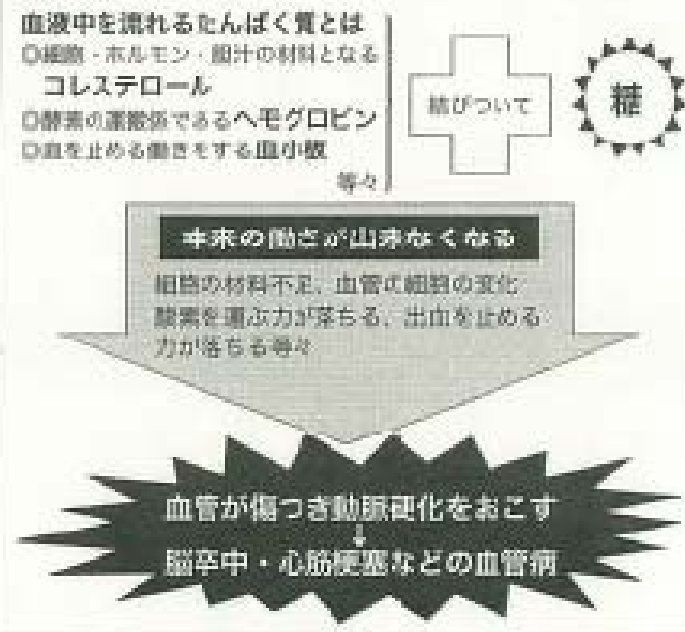 血液中を流れるたんぱく質とは
◎細胞・ホルモン・胆汁の材料となる
コレステロール
◎酸素の運搬係であるヘモグロビン
◎血を止める働きをする血小板
等々
結びついて
糖
本来の働きが出来なくなる
細胞の材料不足、血管の細胞の変化
酸素を運ぶ力が落ちる、出血を止める
力が落ちる等々
血管が傷つき動脈硬化をおこす
↓
脳卒中・心筋梗塞などの血管病